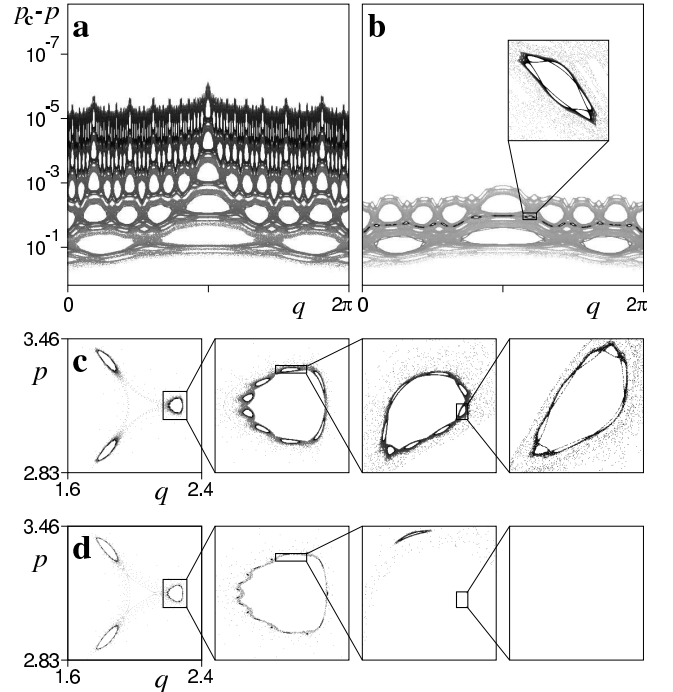 p_c-p a b
10^-7
10^-5
10^-3
10^-1
0 q 2π 0 q 2π
3.46 c
p
2.83
1.6 q 2.4
3.46 d
p
2.83
1.6 q 2.4